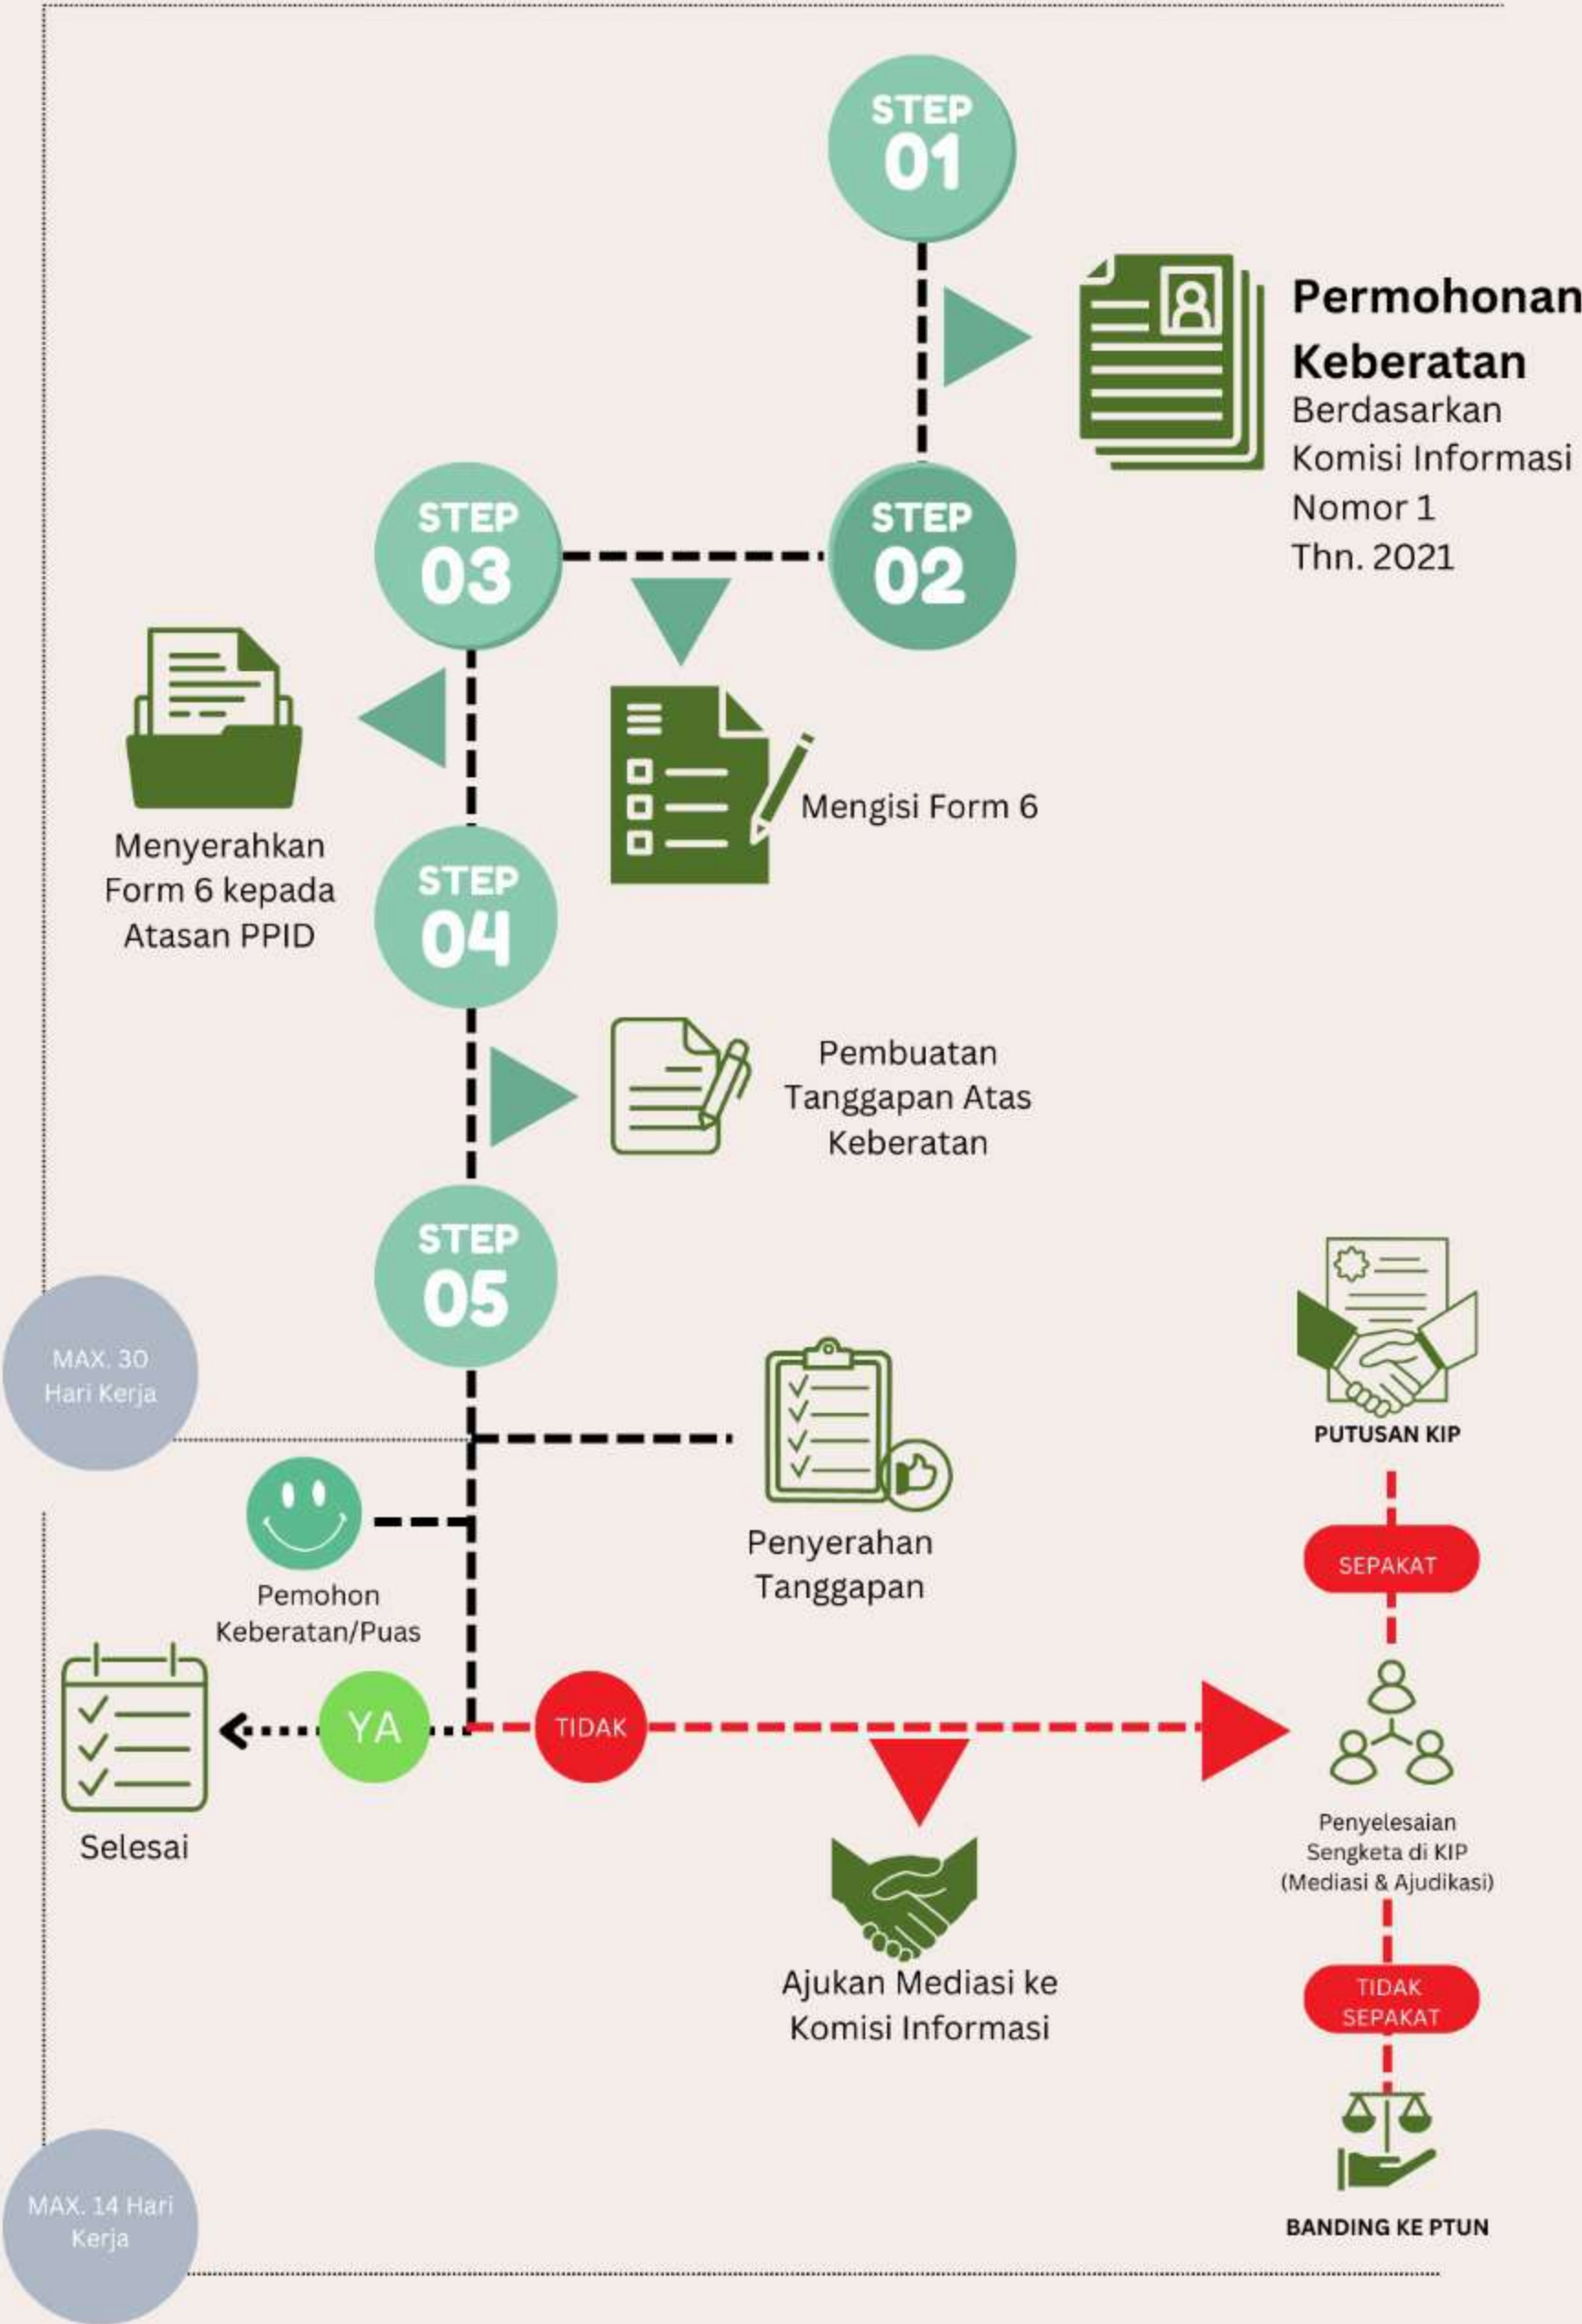 STEP
01
Permohonan
Keberatan
Berdasarkan
Komisi Informasi
Nomor 1
Thn. 2021
STEP
02
STEP
03
Mengisi Form 6
Menyerahkan
Form 6 kepada
Atasan PPID
STEP
04
Pembuatan
Tanggapan Atas
Keberatan
STEP
05
MAX. 30
Hari Kerja
Penyerahan
Tanggapan
Pemohon
Keberatan/Puas
YA
Selesai
TIDAK
Ajukan Mediasi ke
Komisi Informasi
PUTUSAN KIP
SEPAKAT
Penyelesaian
Sengketa di KIP
(Mediasi & Ajudikasi)
TIDAK
SEPAKAT
BANDING KE PTUN
MAX. 14 Hari
Kerja